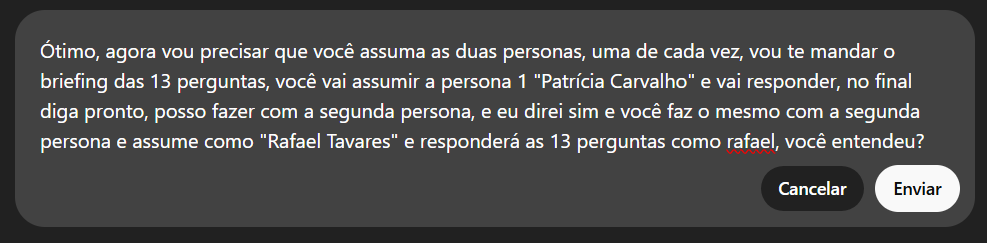 Ótimo, agora vou precisar que você assuma as duas personas, uma de cada vez, vou te mandar o
briefing das 13 perguntas, você vai assumir a persona 1 "Patrícia Carvalho" e vai responder, no final
diga pronto, posso fazer com a segunda persona, e eu direi sim e você faz o mesmo com a segunda
persona e assume como "Rafael Tavares" e responderá as 13 perguntas como rafael, você entendeu?
Cancelar Enviar